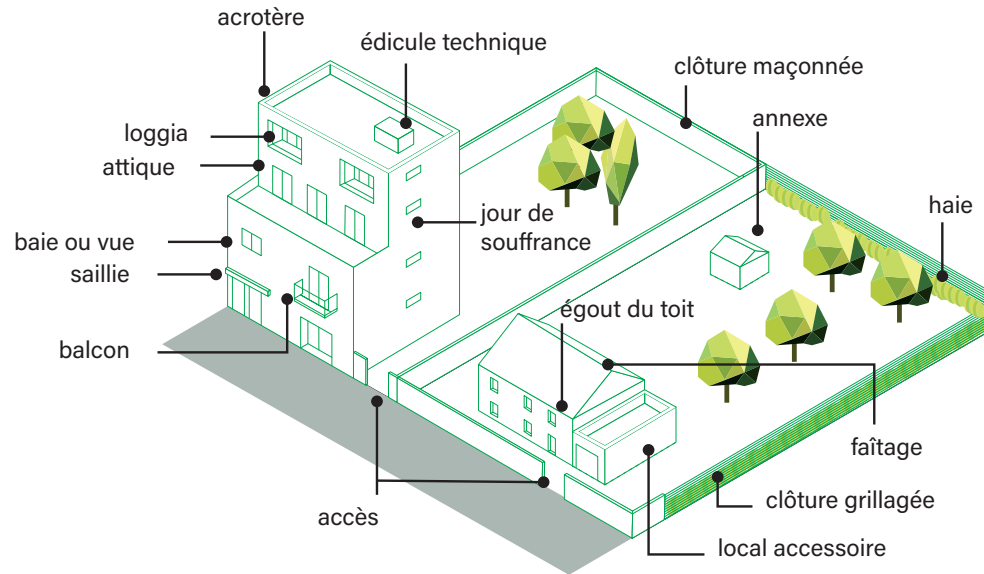 acrotère
édicule technique
clôture maçonnée
loggia
annexe
attique
haie
jour de
souffrance
baie ou vue
saillie
égout du toit
balcon
faîtage
clôture grillagée
accès
local accessoire